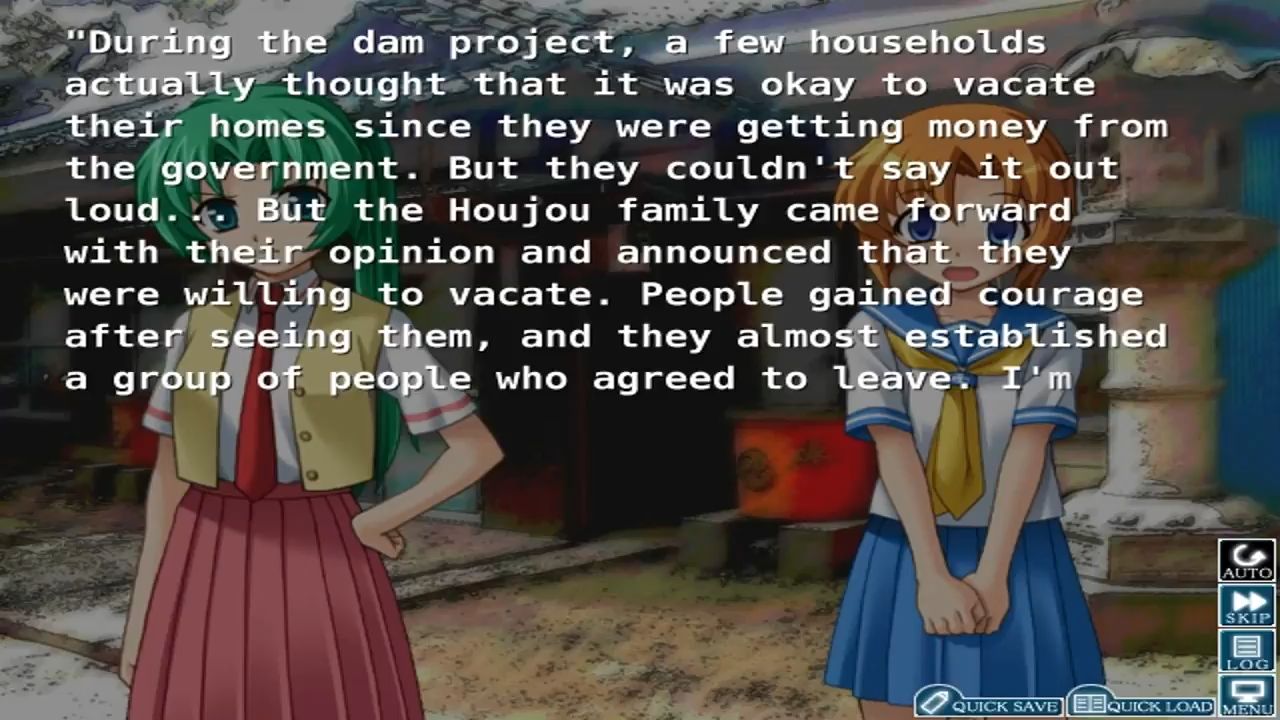 "During the dam project, a few households
actually thought that it was okay to vacate
their homes since they were getting money from
the government. But they couldn't say it out
loud... But the Houjou family came forward
with their opinion and announced that they
were willing to vacate. People gained courage
after seeing them, and they almost established
a group of people who agreed to leave. I'm
AUTO
SKIP
LOG
QUICK SAVE
QUICK LOAD
MENU